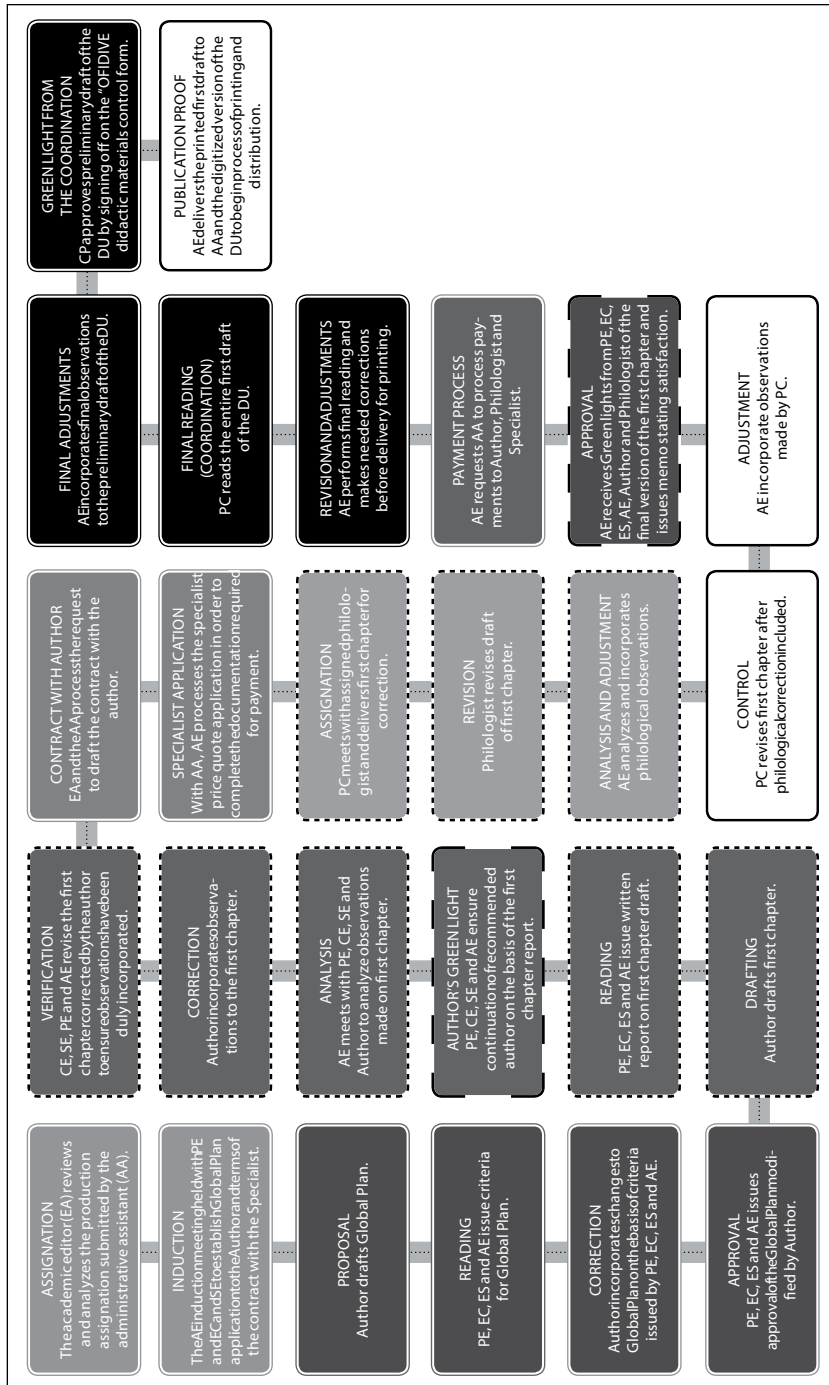 ASSIGNATION
The academic editor (EA) reviews
and analyzes the production
assignation submitted by the
administrative assistant (AA).
INDUCTION
The AE induction meeting held with PE
and EC and SE to establish Global Plan
application to the Author and terms of
the contract with the Specialist.
PROPOSAL
Author drafts Global Plan.
READING
PE, EC, ES and AE issue criteria
for Global Plan.
CORRECTION
Author incorporates changes to
Global Plan on the basis of criteria
issued by PE, EC, ES and AE.
APPROVAL
PE, EC, ES and AE issues
approval of the Global Plan modi-
fied by Author.
DRAFTING
Author drafts first chapter.
READING
PE, EC, ES and AE issue written
report on first chapter draft.
AUTHOR'S GREEN LIGHT
PE, CE, SE and AE ensure
continuation of recommended
author on the basis of the first
chapter report.
ANALYSIS
AE meets with PE, CE, SE and
Author to analyze observations
made on first chapter.
CORRECTION
Author incorporates observa-
tions to the first chapter.
VERIFICATION
CE, SE, PE and AE revise the first
chapter corrected by the author
to ensure observations have been
duly incorporated.
CONTRACT WITH AUTHOR
EA and the AA process the request
to draft the contract with the
author.
SPECIALIST APPLICATION
With AA, AE processes the specialist
price quote application in order to
complete the documentation required
for payment.
ASSIGNATION
PC meets with assigned philolo-
gist and delivers first chapter for
correction.
REVISION
Philologist revises draft
of first chapter.
ANALYSIS AND ADJUSTMENT
AE analyzes and incorporates
philological observations.
CONTROL
PC revises first chapter after
philological correction included.
ADJUSTMENT
AE incorporate observations
made by PC.
APPROVAL
AE receives Green lights from PE, EC,
ES, AE, Author and Philologist of the
final version of the first chapter and
issues memo stating satisfaction.
PAYMENT PROCESS
AE requests AA to process pay-
ments to Author, Philologist and
Specialist.
REVISION AND ADJUSTMENTS
AE performs final reading and
makes needed corrections
before delivery for printing.
FINAL READING
(COORDINATION)
PC reads the entire first draft
of the DU.
FINAL ADJUSTMENTS
AE incorporates final observations
to the preliminary draft of the DU.
GREEN LIGHT FROM
THE COORDINATION
CP approves preliminary draft of the
DU by signing off on the "OFIDIVE
didactic materials control form.
PUBLICATION PROOF
AE delivers the printed first draft to
AA and the digitized version of the
DU to begin process of printing and
distribution.